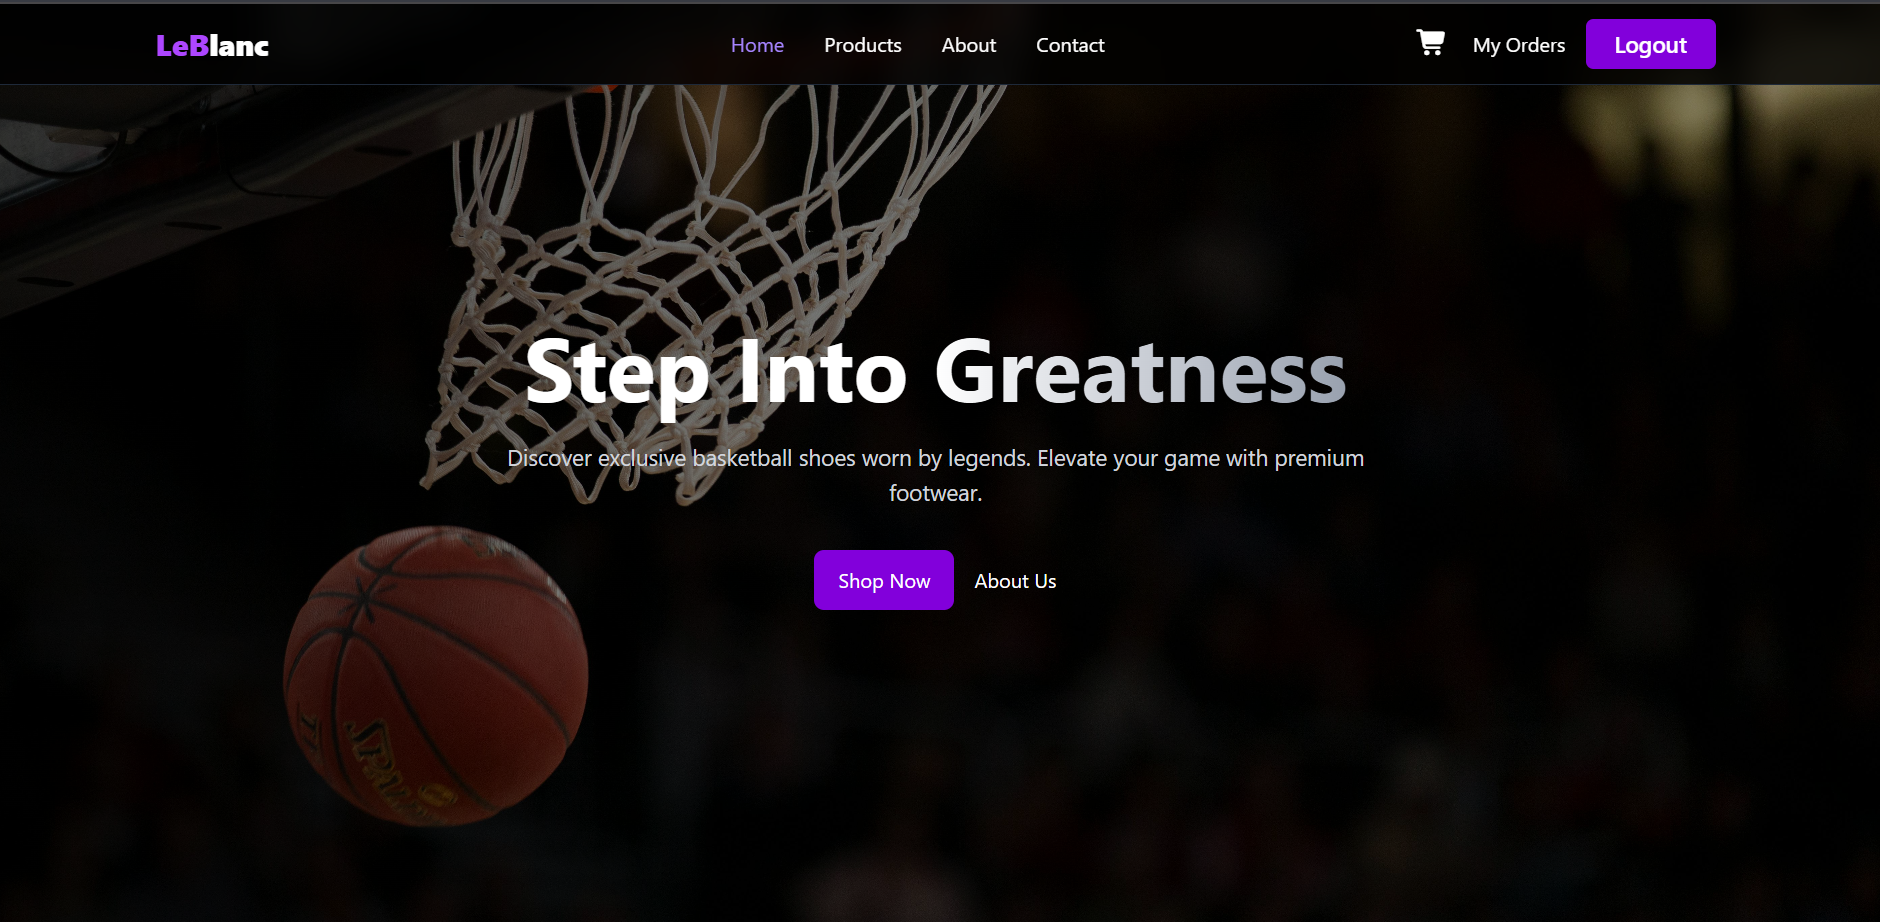 LeBlanc
Home Products About Contact
My Orders Logout
Step Into Greatness
Discover exclusive basketball shoes worn by legends. Elevate your game with premium
footwear.
Shop Now About Us